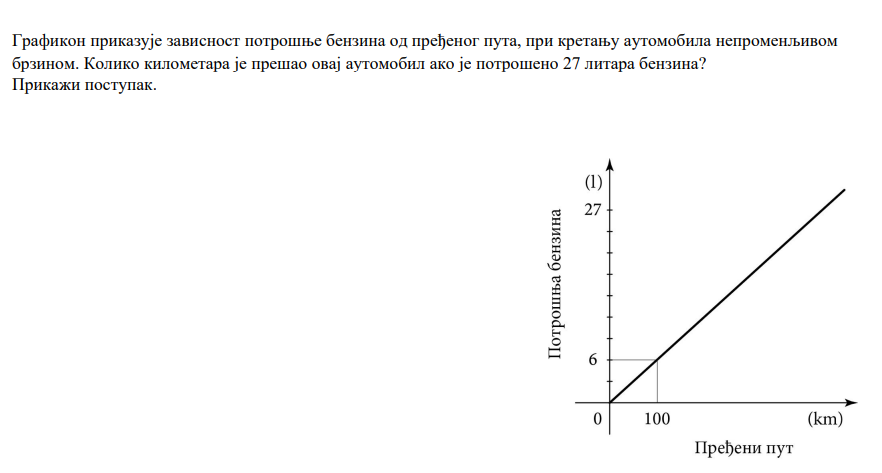 Графикон приказује зависност потрошње бензина од пређеног пута, при кретању аутомобила непроменљивом
брзином. Колико километара је прешао овај аутомобил ако је потрошено 27 литара бензина?
Прикажи поступак.
(l)
27
Потрошња бензина
6
0
100
(km)
Пређени пут